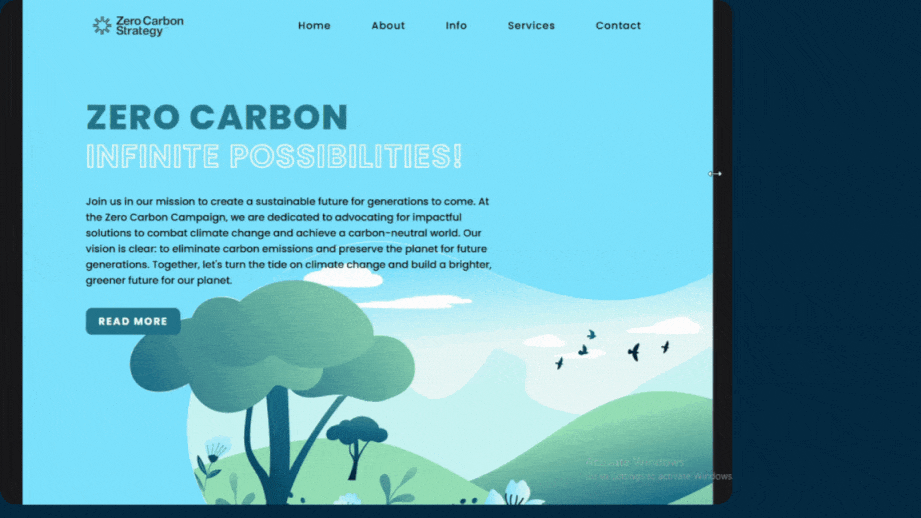 Zero Carbon
Strategy
Home About Info Services Contact
ZERO CARBON
INFINITE POSSIBILITIES!
Join us in our mission to create a sustainable future for generations to come. At
the Zero Carbon Campaign, we are dedicated to advocating for impactful
solutions to combat climate change and achieve a carbon-neutral world. Our
vision is clear: to eliminate carbon emissions and preserve the planet for future
generations. Together, let's turn the tide on climate change and build a brighter,
greener future for our planet.
READ MORE
Activate Windows
Go to Settings to activate Windows